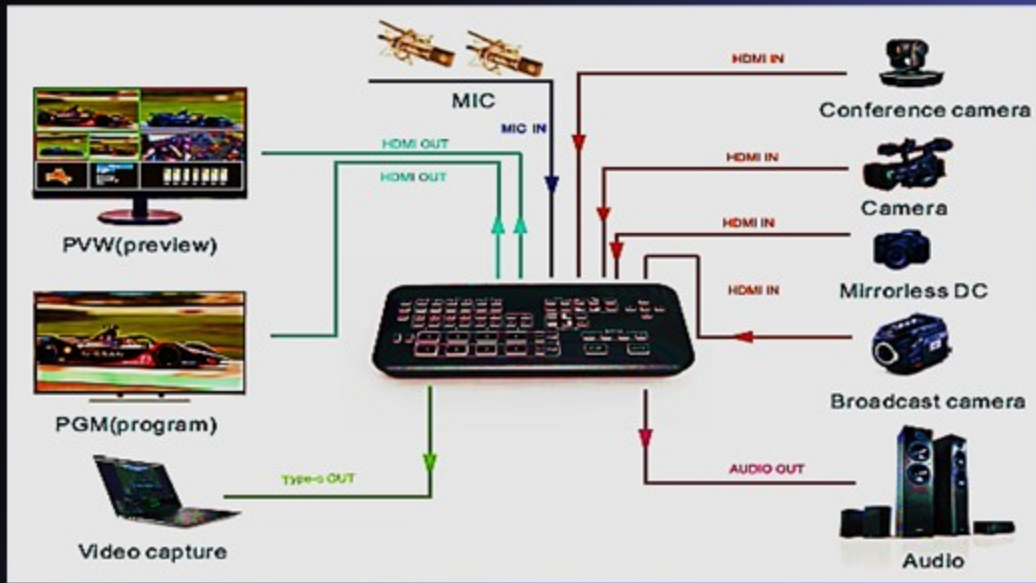 MIC
MIC IN
HDMI IN
Conference camera
HDMI OUT
HDMI OUT
HDMI IN
Camera
PVW(preview)
HDMI IN
Mirrorless DC
HDMI IN
Broadcast camera
PGM(program)
Type-c OUT
AUDIO OUT
Video capture
Audio